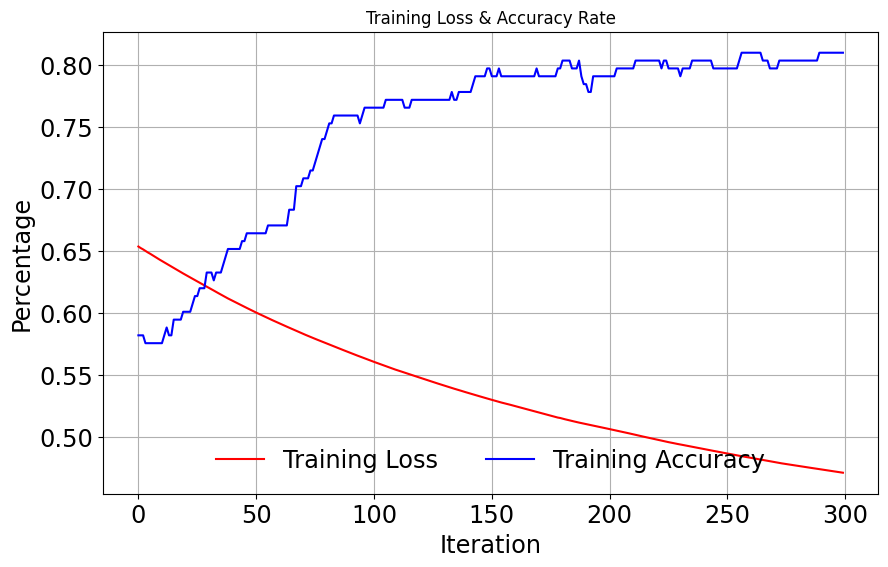 Training Loss & Accuracy Rate
0.80
0.75
0.70
0.65
0.60
0.55
0.50
Percentage
Training Loss
Training Accuracy
0 50 100 150 200 250 300
Iteration